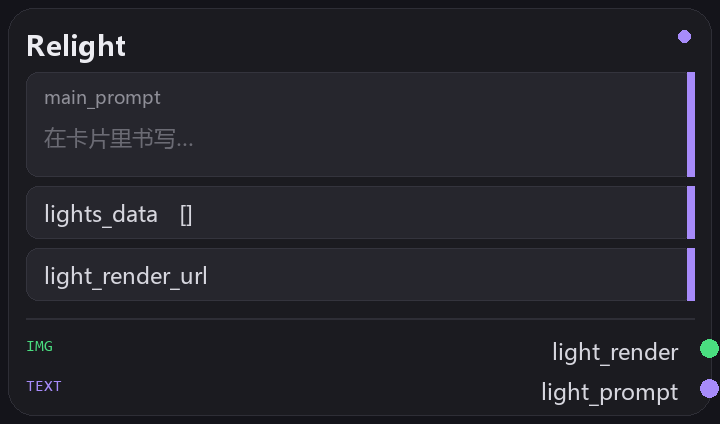 Relight
main_prompt
在卡片里书写...
lights_data []
light_render_url
IMG light_render
TEXT light_prompt